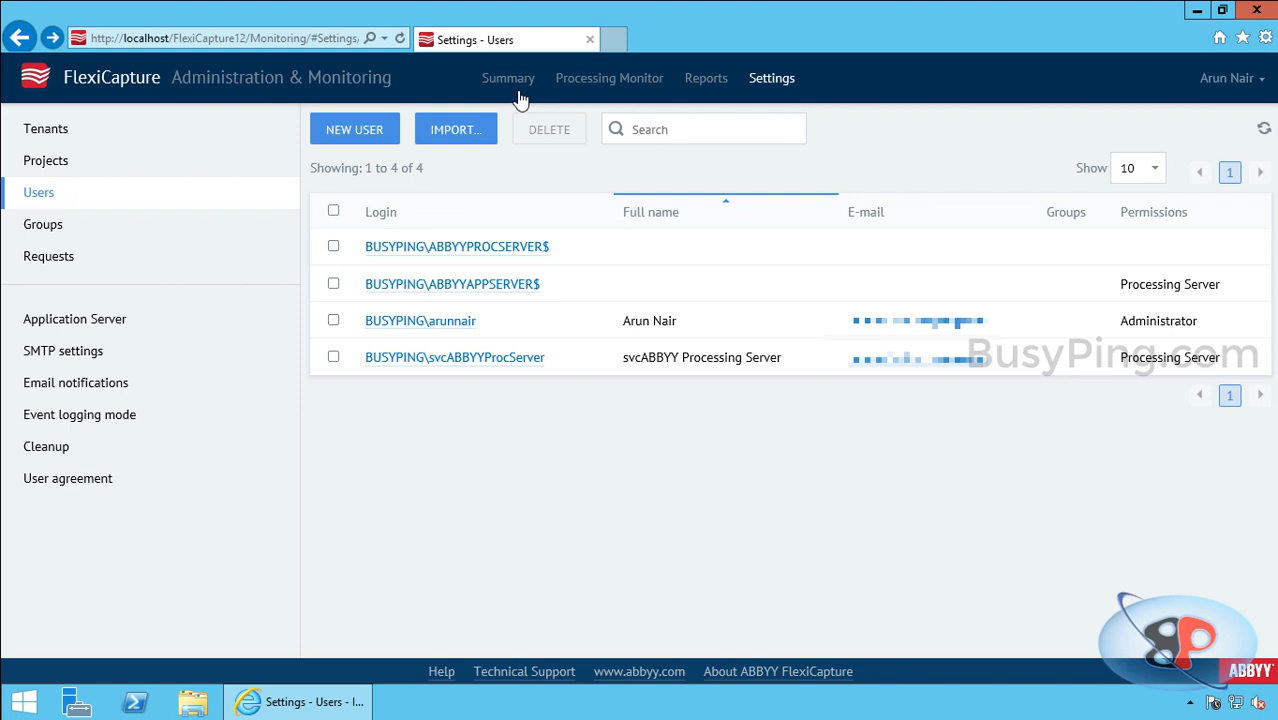 http://localhost/FlexiCapture12/Monitoring/#Settings/
Settings - Users
FlexiCapture Administration & Monitoring
Summary
Processing Monitor
Reports
Settings
Arun Nair
Tenants
Projects
Users
Groups
Requests
Application Server
SMTP settings
Email notifications
Event logging mode
Cleanup
User agreement
NEW USER
IMPORT...
DELETE
Search
Showing: 1 to 4 of 4
Show 10
1
Login Full name E-mail Groups Permissions
BUSYPING\ABBYYPROCSERVER$
BUSYPING\ABBYYAPPSERVER$ Processing Server
BUSYPING\arunnair Arun Nair Administrator
BUSYPING\svcABBYYProcServer svcABBYY Processing Server Processing Server
BusyPing.com
1
Help
Technical Support
www.abbyy.com
About ABBYY FlexiCapture
ABBYY
Settings - Users - I...